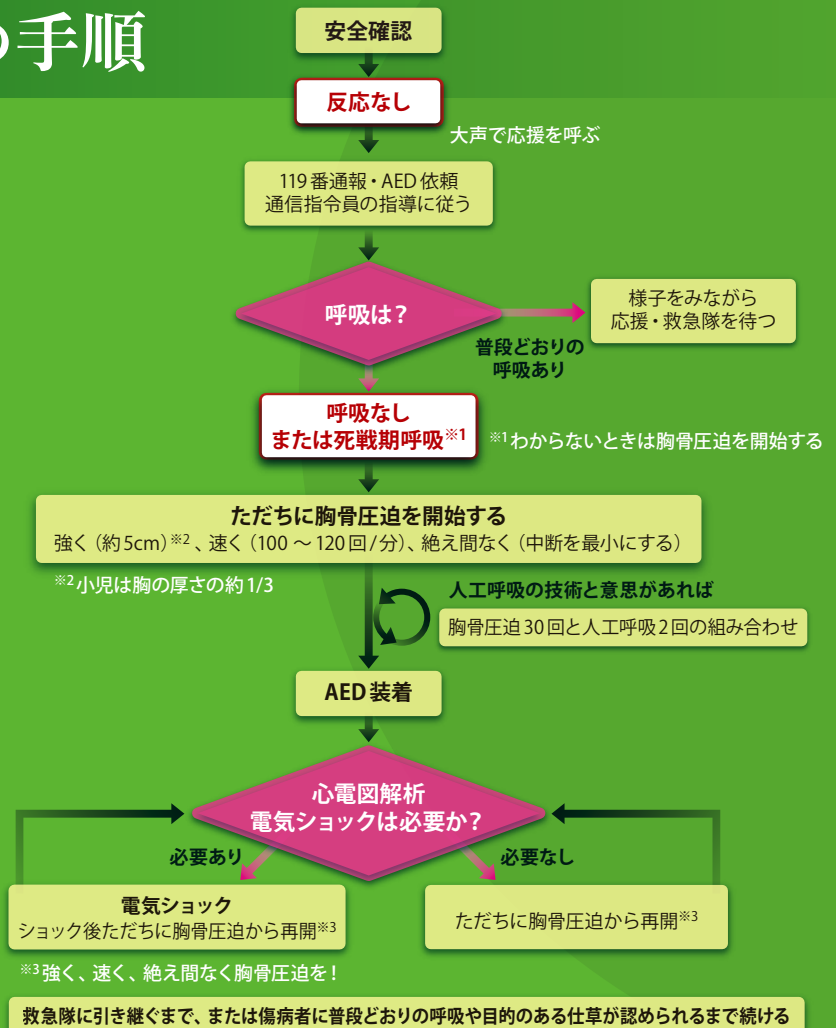 の手順
安全確認
反応なし
大声で応援を呼ぶ
119番通報・AED依頼
通信指令員の指導に従う
呼吸は？
様子をみながら
応援・救急隊を待つ
普段どおりの
呼吸あり
呼吸なし
または死戦期呼吸※1
※1わからないときは胸骨圧迫を開始する
ただちに胸骨圧迫を開始する
強く（約5cm）※2、速く（100～120回/分）、絶え間なく（中断を最小にする）
※2小児は胸の厚さの約1/3
人工呼吸の技術と意思があれば
胸骨圧迫30回と人工呼吸2回の組み合わせ
AED装着
心電図解析
電気ショックは必要か？
必要あり
必要なし
電気ショック
ショック後ただちに胸骨圧迫から再開※3
ただちに胸骨圧迫から再開※3
※3強く、速く、絶え間なく胸骨圧迫を！
救急隊に引き継ぐまで、または傷病者に普段どおりの呼吸や目的のある仕草が認められるまで続ける